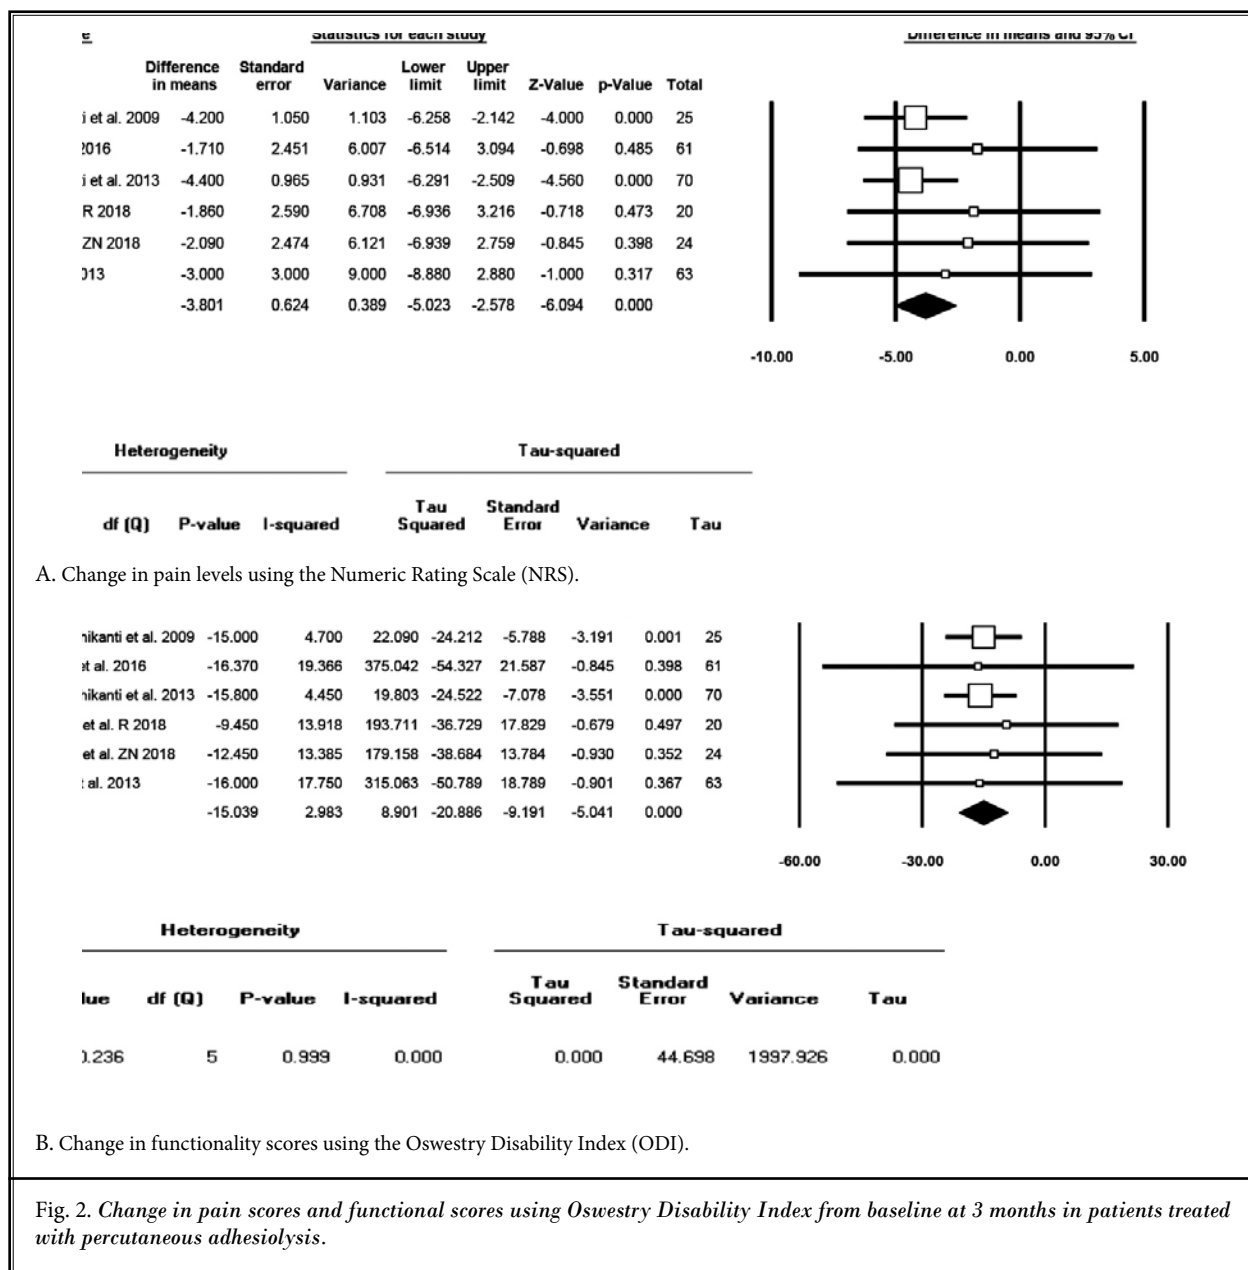 e Statistics for each study Difference in means and 95% CI
Difference in means Standard error Variance Lower limit Upper limit Z-Value p-Value Total
i et al. 2009 -4.200 1.050 1.103 -6.258 -2.142 -4.000 0.000 25
2016 -1.710 2.451 6.007 -6.514 3.094 -0.698 0.485 61
i et al. 2013 -4.400 0.965 0.931 -6.291 -2.509 -4.560 0.000 70
R 2018 -1.860 2.590 6.708 -6.936 3.216 -0.718 0.473 20
ZN 2018 -2.090 2.474 6.121 -6.939 2.759 -0.845 0.398 24
013 -3.000 3.000 9.000 -8.880 2.880 -1.000 0.317 63
-3.801 0.624 0.389 -5.023 -2.578 -6.094 0.000
-10.00 -5.00 0.00 5.00
Heterogeneity Tau-squared
df (Q) P-value I-squared Tau Squared Standard Error Variance Tau
A. Change in pain levels using the Numeric Rating Scale (NRS).
nikanti et al. 2009 -15.000 4.700 22.090 -24.212 -5.788 -3.191 0.001 25
et al. 2016 -16.370 19.366 375.042 -54.327 21.587 -0.845 0.398 61
nikanti et al. 2013 -15.800 4.450 19.803 -24.522 -7.078 -3.551 0.000 70
et al. R 2018 -9.450 13.918 193.711 -36.729 17.829 -0.679 0.497 20
et al. ZN 2018 -12.450 13.385 179.158 -38.684 13.784 -0.930 0.352 24
al. 2013 -16.000 17.750 315.063 -50.789 18.789 -0.901 0.367 63
-15.039 2.983 8.901 -20.886 -9.191 -5.041 0.000
-60.00 -30.00 0.00 30.00
Heterogeneity Tau-squared
lue df (Q) P-value I-squared Tau Squared Standard Error Variance Tau
0.236 5 0.999 0.000 0.000 44.698 1997.926 0.000
B. Change in functionality scores using the Oswestry Disability Index (ODI).
Fig. 2. Change in pain scores and functional scores using Oswestry Disability Index from baseline at 3 months in patients treated
with percutaneous adhesiolysis.